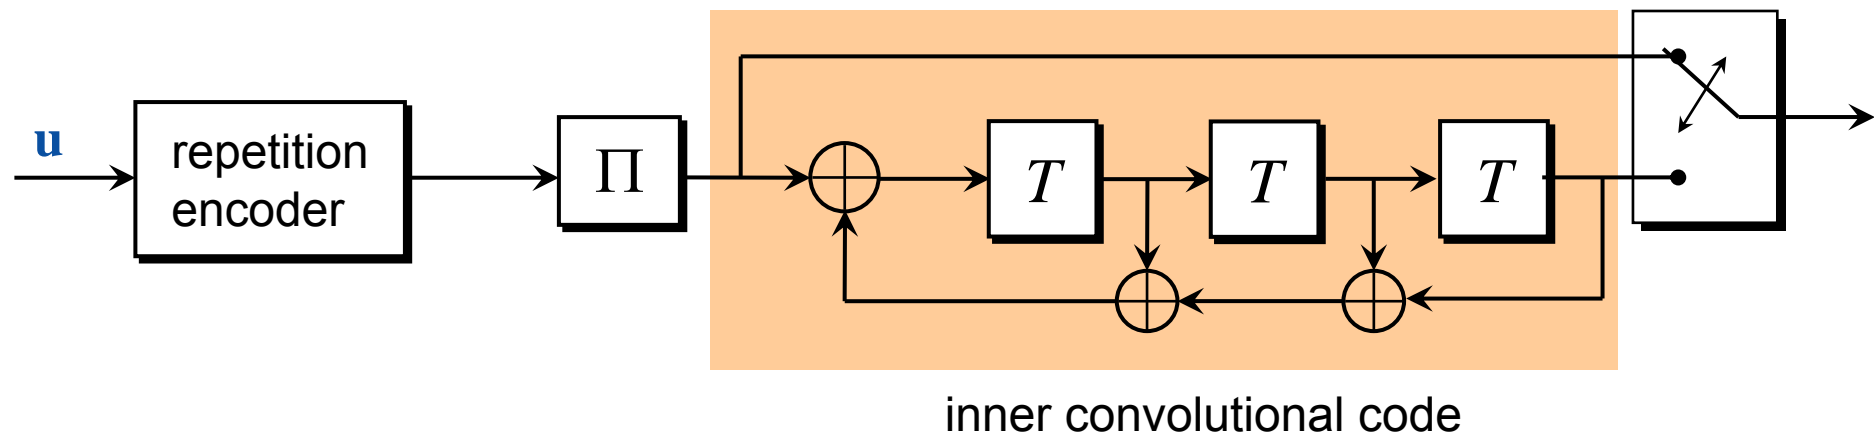 u
repetition
encoder
Π
T
T
T
inner convolutional code